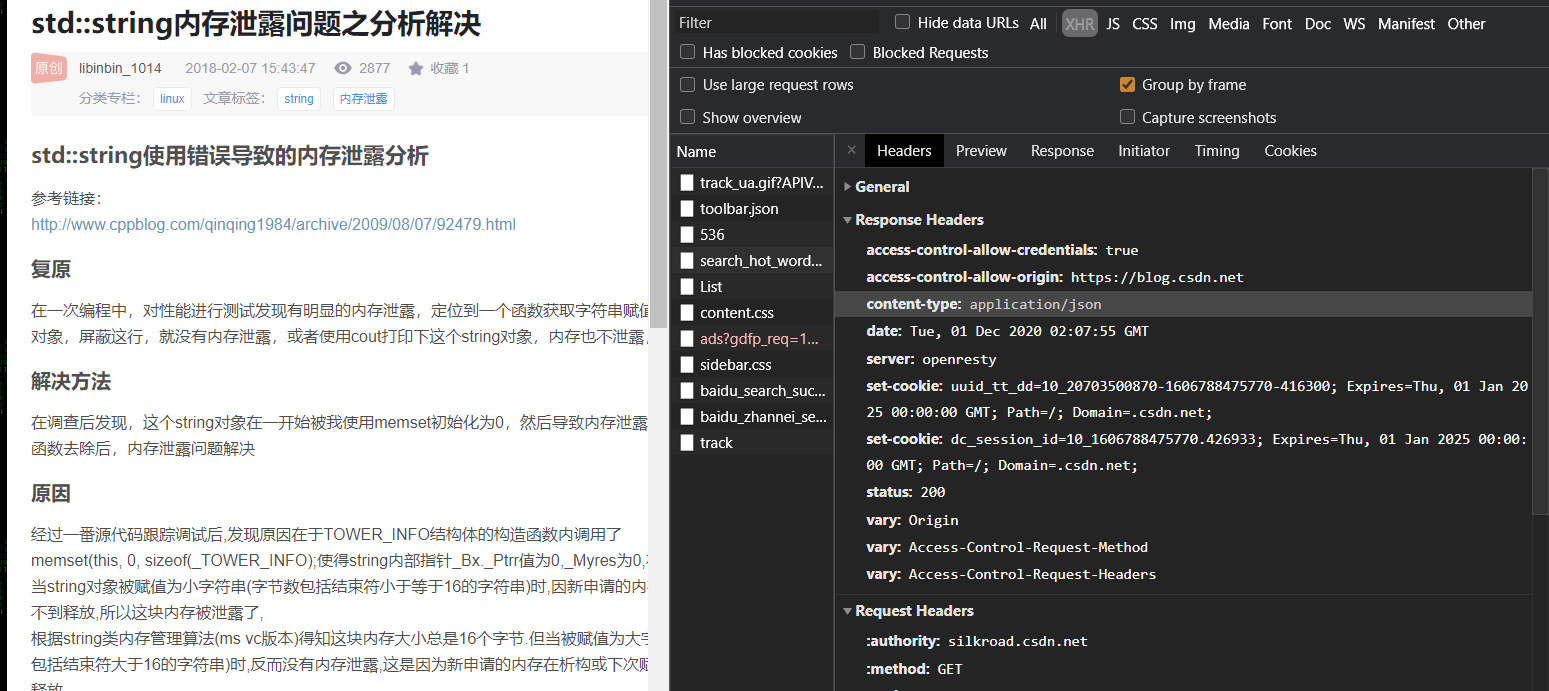 std::string内存泄露问题之分析解决
原创 libinbin_1014 2018-02-07 15:43:47 2877 收藏 1
分类专栏： linux 文章标签： string 内存泄露
std::string使用错误导致的内存泄露分析
参考链接：
http://www.cppblog.com/qinqing1984/archive/2009/08/07/92479.html
复原
在一次编程中，对性能进行测试发现有明显的内存泄露，定位到一个函数获取字符串赋值
对象，屏蔽这行，就没有内存泄露，或者使用cout打印下这个string对象，内存也不泄露，
解决方法
在调查后发现，这个string对象在一开始被我使用memset初始化为0，然后导致内存泄露
函数去除后，内存泄露问题解决
原因
经过一番源代码跟踪调试后,发现原因在于TOWER_INFO结构体的构造函数内调用了
memset(this, 0, sizeof(_TOWER_INFO);使得string内部指针_Bx._Ptrr值为0,_Myres为0,
当string对象被赋值为小字符串(字节数包括结束符小于等于16的字符串)时,因新申请的内
不到释放,所以这块内存被泄露了,
根据string类内存管理算法(ms vc版本)得知这块内存大小总是16个字节.但当被赋值为大字
包括结束符大于16的字符串)时,反而没有内存泄露,这是因为新申请的内存在析构或下次赋
释放
Filter Hide data URLs All XHR JS CSS Img Media Font Doc WS Manifest Other
Has blocked cookies Blocked Requests
Use large request rows Group by frame
Show overview Capture screenshots
Name
track_ua.gif?APIV...
toolbar.json
536
search_hot_word...
List
content.css
ads?gdfp_req=1...
sidebar.css
baidu_search_suc...
baidu_zhannei_se...
track
× Headers Preview Response Initiator Timing Cookies
General
Response Headers
access-control-allow-credentials: true
access-control-allow-origin: https://blog.csdn.net
content-type: application/json
date: Tue, 01 Dec 2020 02:07:55 GMT
server: openresty
set-cookie: uuid_tt_dd=10_20703500870-1606788475770-416300; Expires=Thu, 01 Jan 20
25 00:00:00 GMT; Path=/; Domain=.csdn.net;
set-cookie: dc_session_id=10_1606788475770.426933; Expires=Thu, 01 Jan 2025 00:00:
00 GMT; Path=/; Domain=.csdn.net;
status: 200
vary: Origin
vary: Access-Control-Request-Method
vary: Access-Control-Request-Headers
Request Headers
:authority: silkroad.csdn.net
:method: GET